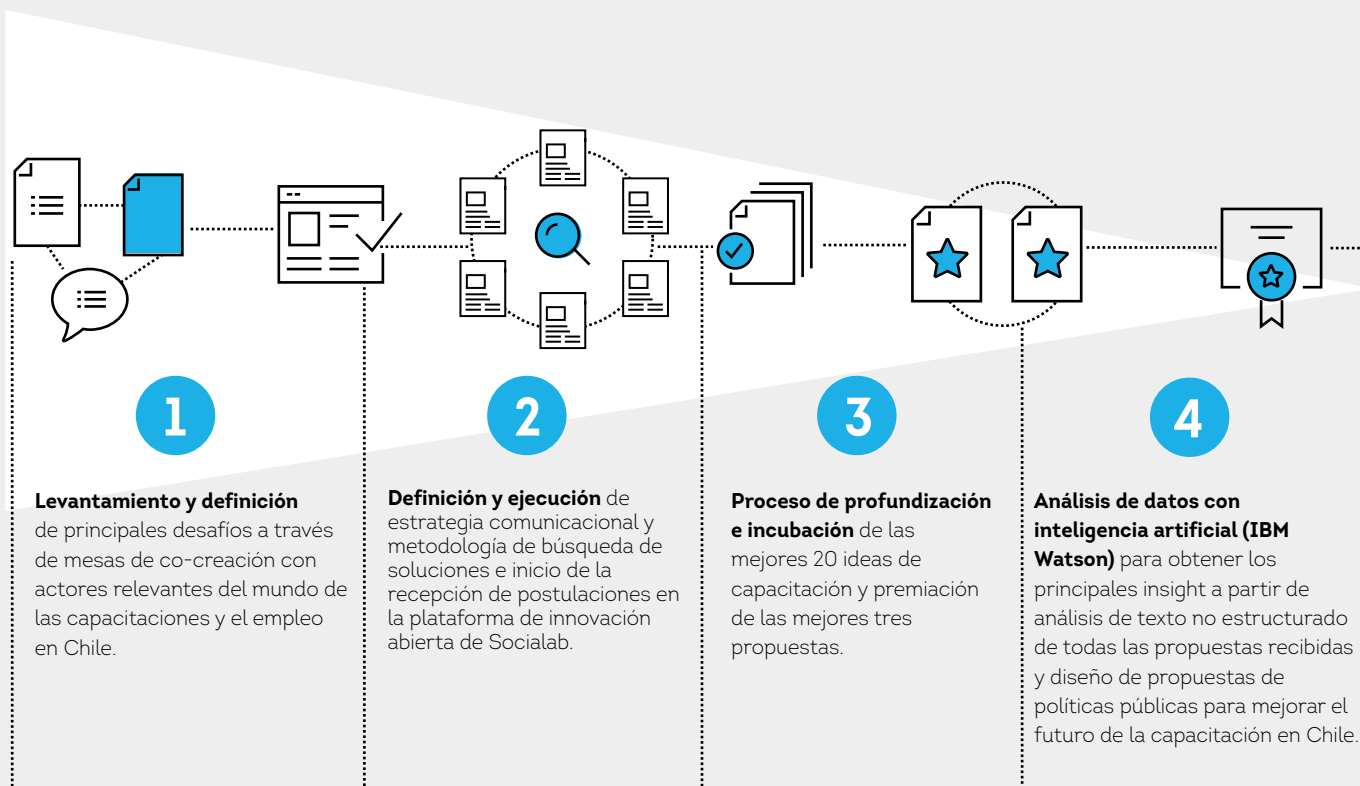 1
Levantamiento y definición
de principales desafíos a través
de mesas de co-creación con
actores relevantes del mundo de
las capacitaciones y el empleo
en Chile.
2
Definición y ejecución de
estrategia comunicacional y
metodología de búsqueda de
soluciones e inicio de la
recepción de postulaciones en
la plataforma de innovación
abierta de Socialab.
3
Proceso de profundización
e incubación de las
mejores 20 ideas de
capacitación y premiación
de las mejores tres
propuestas.
4
Análisis de datos con
inteligencia artificial (IBM
Watson) para obtener los
principales insight a partir de
análisis de texto no estructurado
de todas las propuestas recibidas
y diseño de propuestas de
políticas públicas para mejorar el
futuro de la capacitación en Chile.